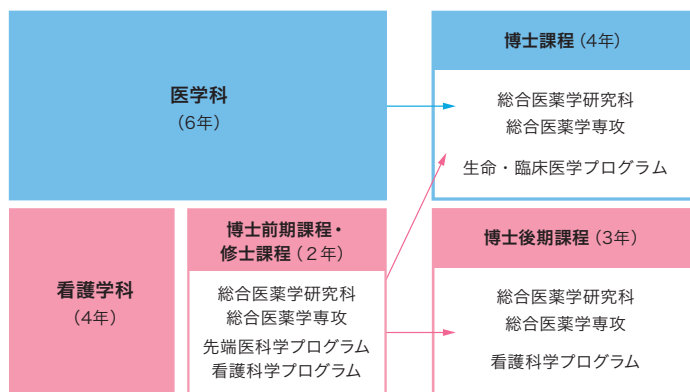 医学科
(6年)
博士課程(4年)
総合医薬学研究科
総合医薬学専攻
生命・臨床医学プログラム
看護学科
(4年)
博士前期課程・
修士課程(2年)
総合医薬学研究科
総合医薬学専攻
先端医科学プログラム
看護科学プログラム
博士後期課程(3年)
総合医薬学研究科
総合医薬学専攻
看護科学プログラム